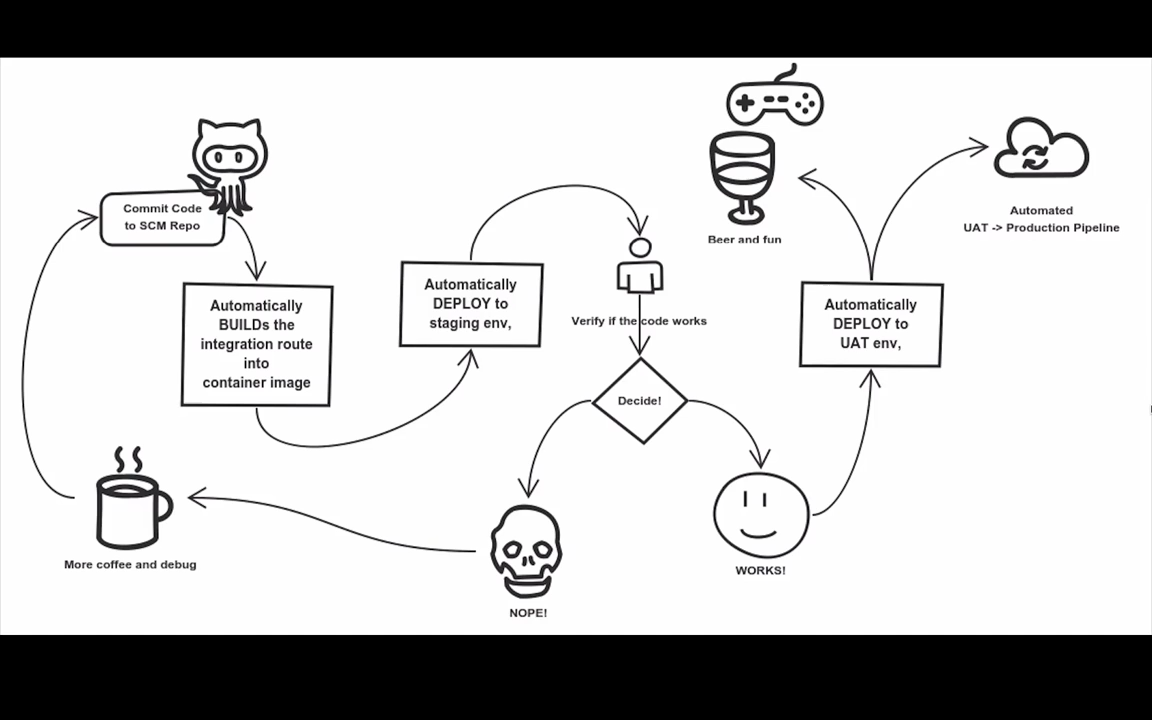 Commit Code
to SCM Repo
Automatically
BUILDs the
integration route
into
container image
Automatically
DEPLOY to
staging env,
Verify if the code works
Decide!
NOPE!
More coffee and debug
WORKS!
Automatically
DEPLOY to
UAT env,
Beer and fun
Automated
UAT -> Production Pipeline